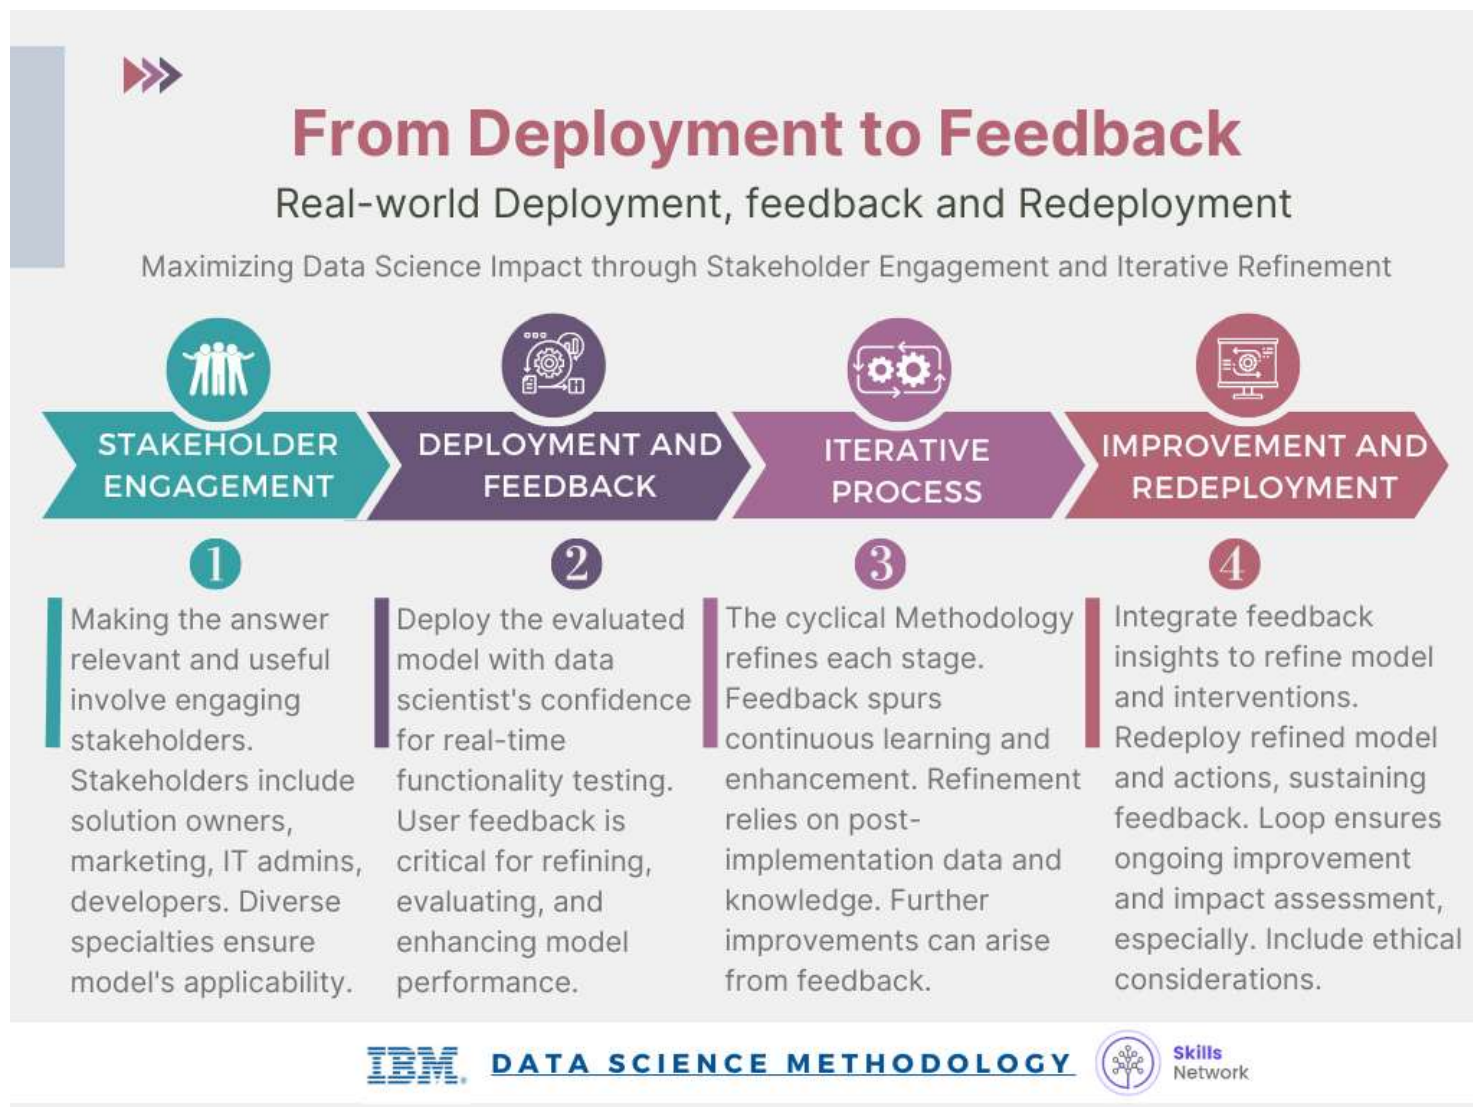 From Deployment to Feedback
Real-world Deployment, feedback and Redeployment
Maximizing Data Science Impact through Stakeholder Engagement and Iterative Refinement
STAKEHOLDER
ENGAGEMENT
1
Making the answer
relevant and useful
involve engaging
stakeholders.
Stakeholders include
solution owners,
marketing, IT admins,
developers. Diverse
specialties ensure
model's applicability.
DEPLOYMENT AND
FEEDBACK
2
Deploy the evaluated
model with data
scientist's confidence
for real-time
functionality testing.
User feedback is
critical for refining,
evaluating, and
enhancing model
performance.
ITERATIVE
PROCESS
3
The cyclical Methodology
refines each stage.
Feedback spurs
continuous learning and
enhancement. Refinement
relies on post-
implementation data and
knowledge. Further
improvements can arise
from feedback.
IMPROVEMENT AND
REDEPLOYMENT
4
Integrate feedback
insights to refine model
and interventions.
Redeploy refined model
and actions, sustaining
feedback. Loop ensures
ongoing improvement
and impact assessment,
especially. Include ethical
considerations.
IBM® DATA SCIENCE METHODOLOGY
Skills
Network